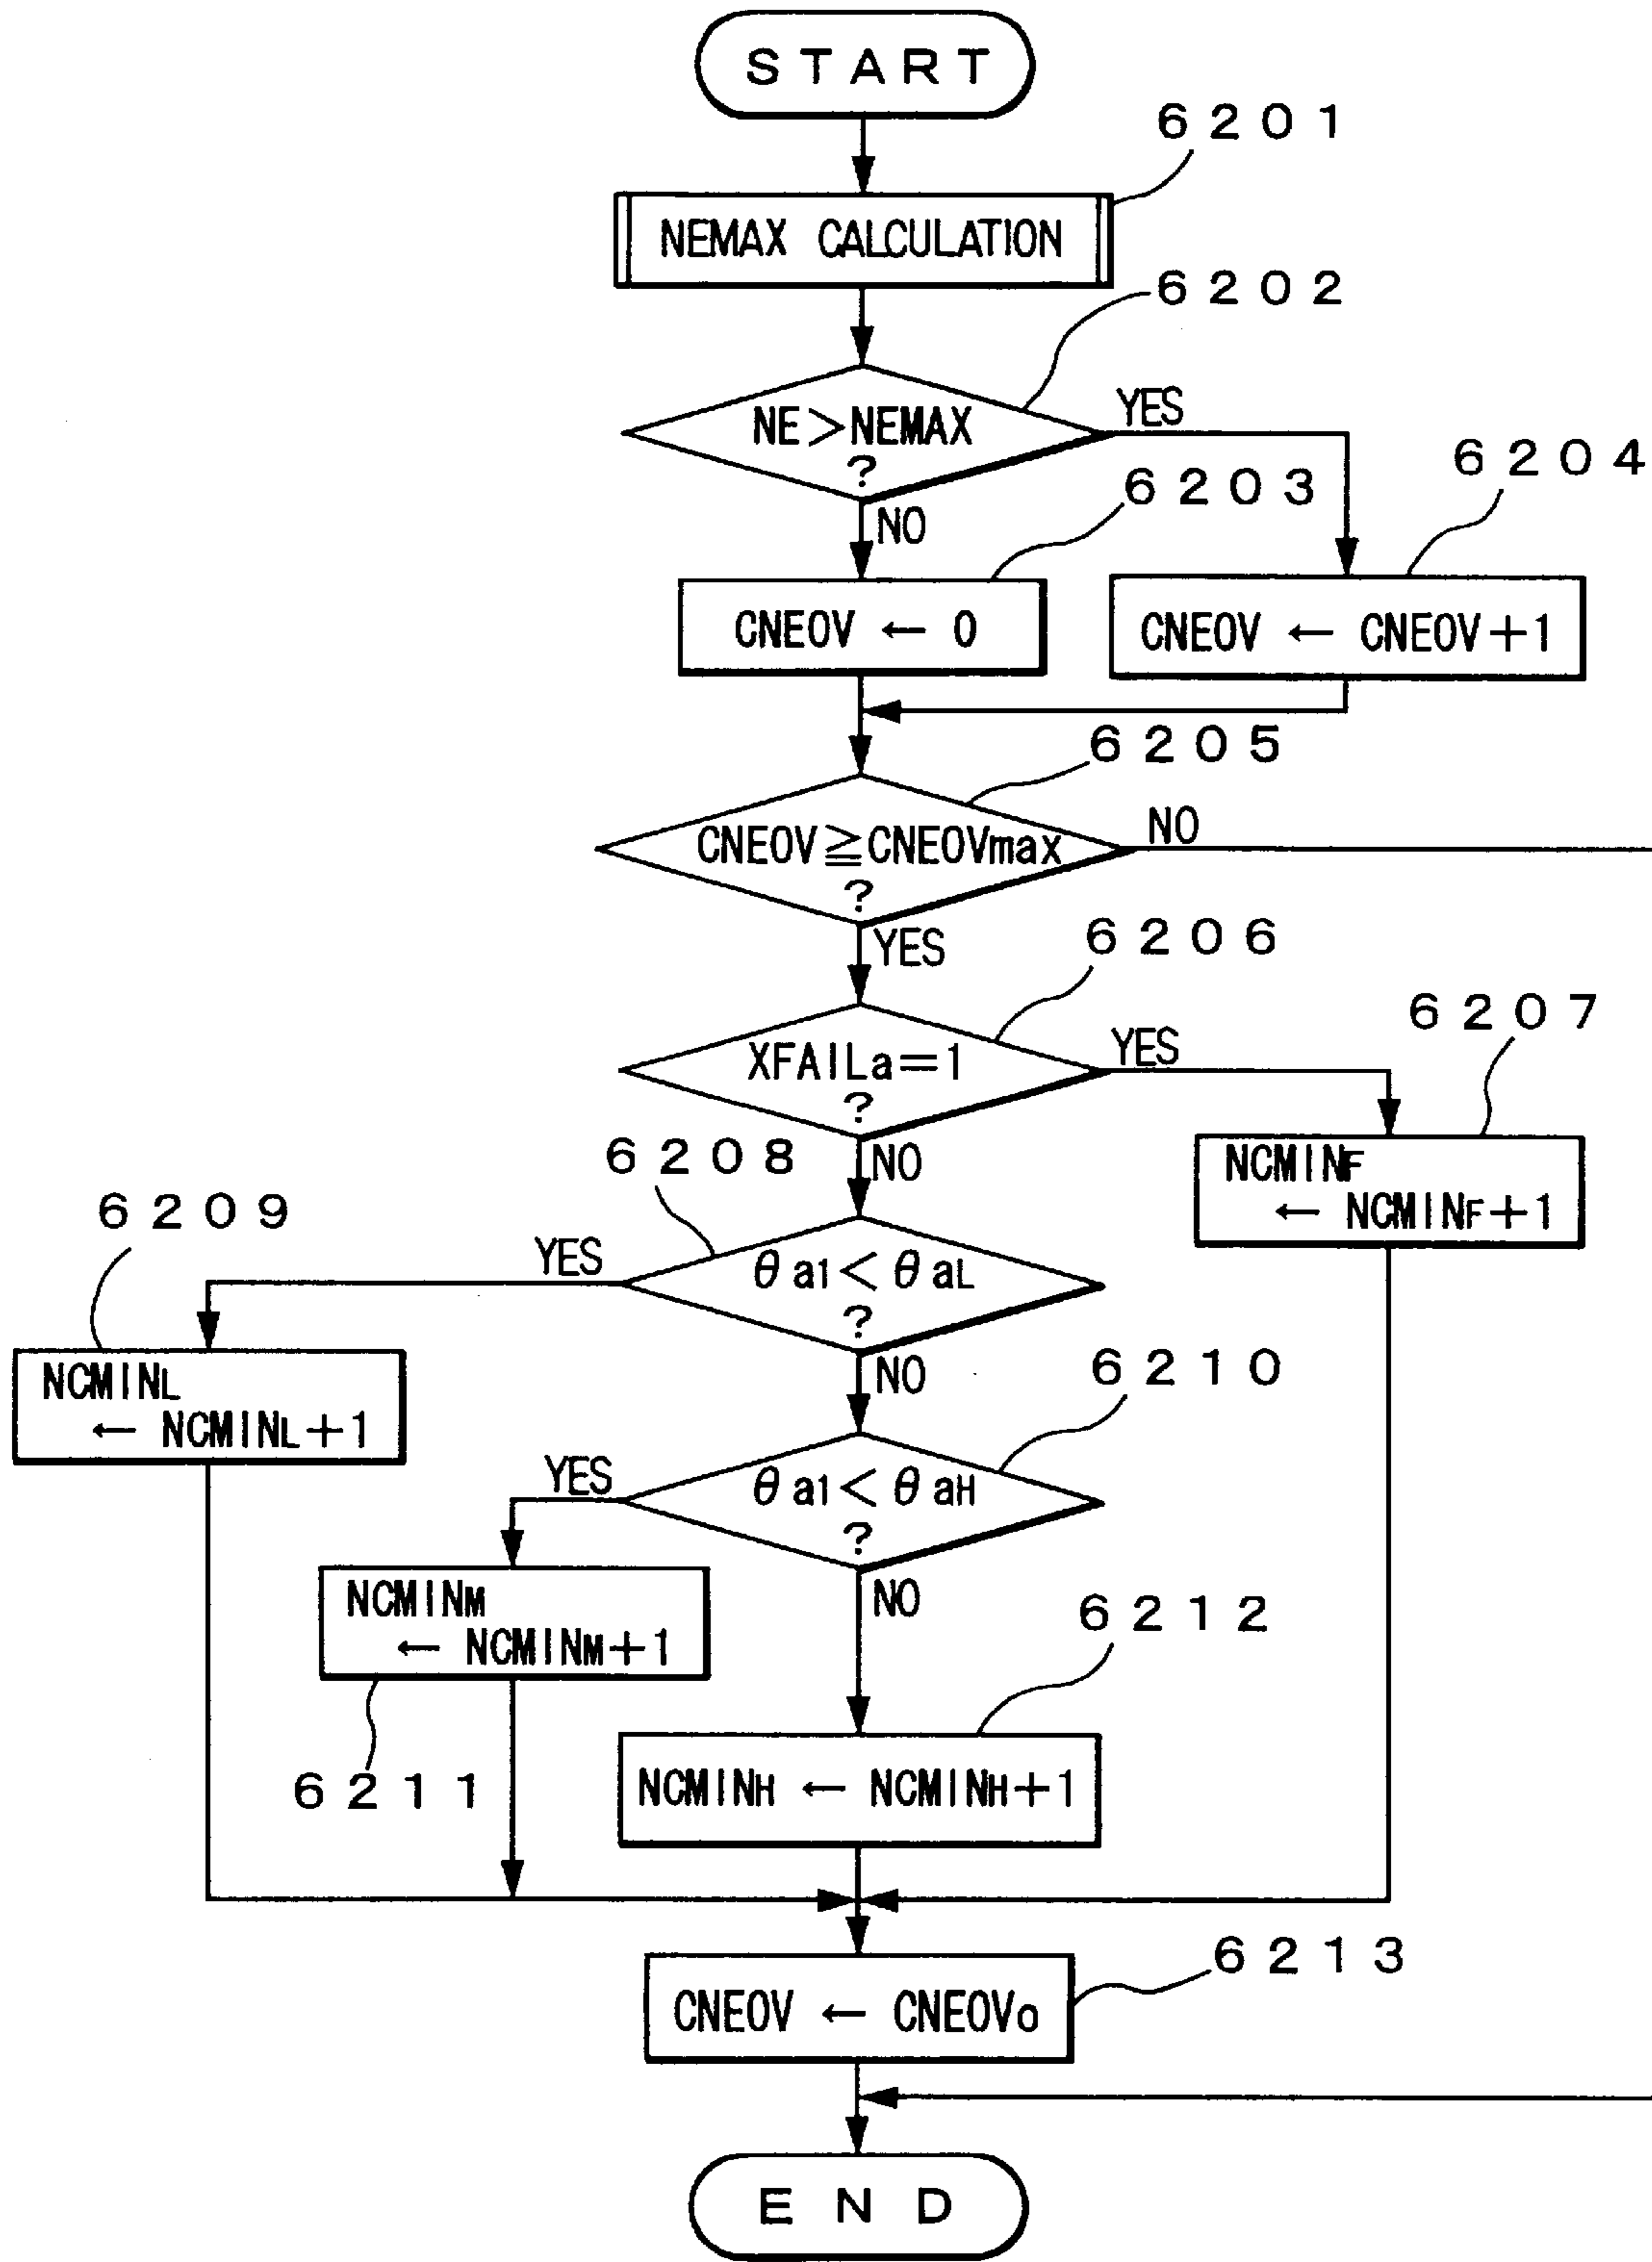 START
6201
NEMAX CALCULATION
6202
NE>NEMAX
?
YES
NO
6203
6204
CNEOV ← 0
CNEOV ← CNEOV+1
6205
CNEOV≧CNEOVmax
?
NO
YES
6206
XFAILa=1
?
YES
NO
6207
NCMINF
← NCMINF+1
6208
θa1<θaL
?
YES
NO
6209
NCMINL
← NCMINL+1
6210
θa1<θaH
?
YES
NO
NCMINM
← NCMINM+1
6211
6212
NCMINH ← NCMINH+1
6213
CNEOV ← CNEOV0
END